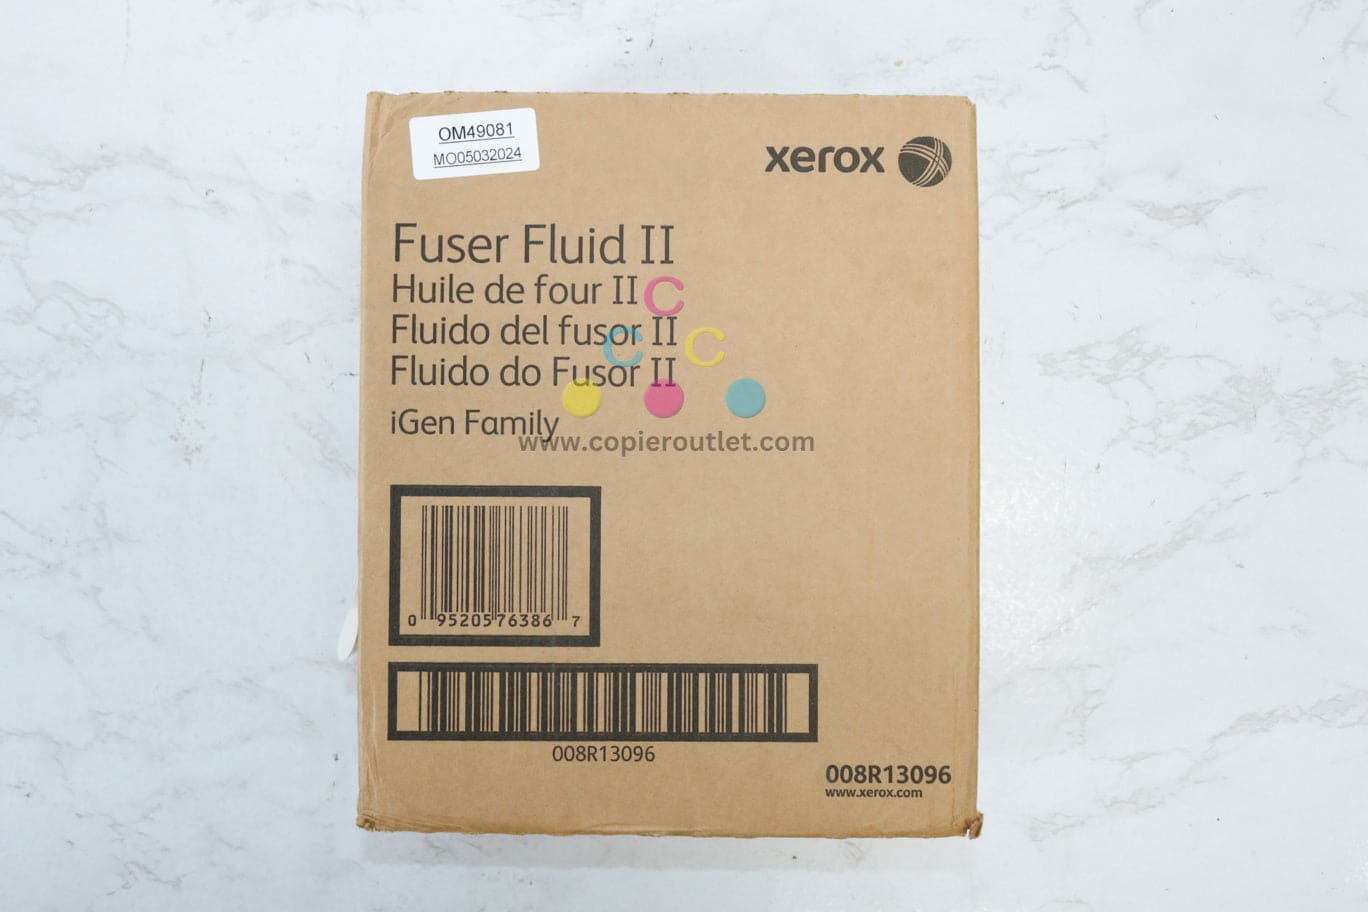 OM49081
MO05032024
xerox
Fuser Fluid II
Huile de four II
Fluido del fusor II
Fluido do Fusor II
iGen Family
C
C C
www.copieroutlet.com
0 95205 76386 7
008R13096
008R13096
www.xerox.com